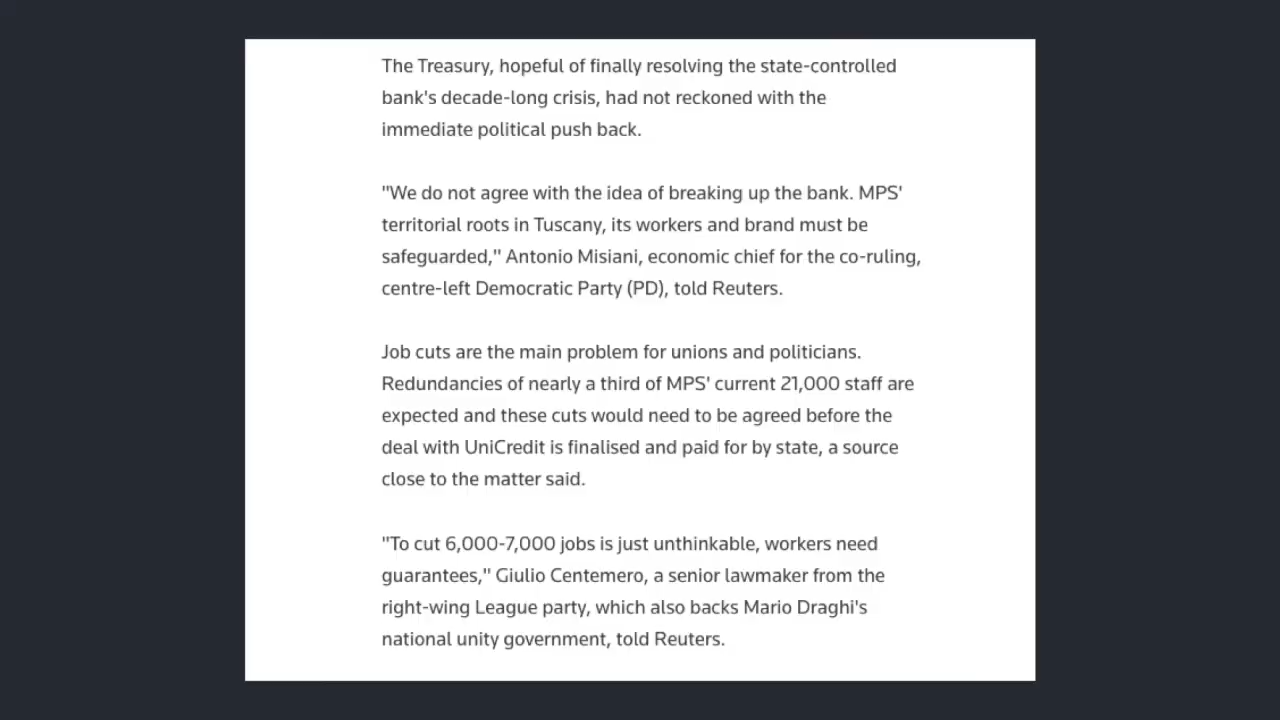 The Treasury, hopeful of finally resolving the state-controlled
bank's decade-long crisis, had not reckoned with the
immediate political push back.
"We do not agree with the idea of breaking up the bank. MPS'
territorial roots in Tuscany, its workers and brand must be
safeguarded," Antonio Misiani, economic chief for the co-ruling,
centre-left Democratic Party (PD), told Reuters.
Job cuts are the main problem for unions and politicians.
Redundancies of nearly a third of MPS' current 21,000 staff are
expected and these cuts would need to be agreed before the
deal with UniCredit is finalised and paid for by state, a source
close to the matter said.
"To cut 6,000-7,000 jobs is just unthinkable, workers need
guarantees," Giulio Centemero, a senior lawmaker from the
right-wing League party, which also backs Mario Draghi's
national unity government, told Reuters.